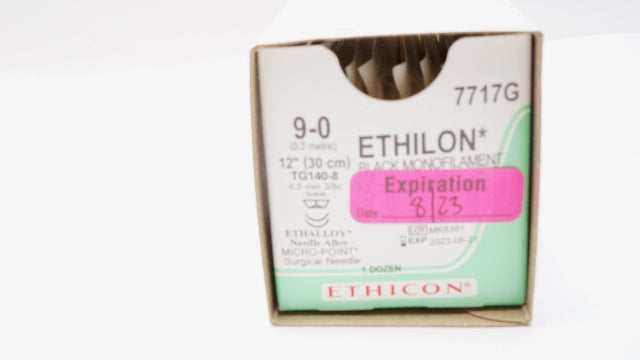 7717G
9-0
(0.3 metric)
12" (30 cm)
TG140-8
6.5 mm 3/8c
ETHILON*
BLACK MONOFILAMENT
Expiration
Date 8/23
LOT MK6381
EXP 2023-08-31
ETHALLOY*
Needle Alloy
MICRO-POINT*
Surgical Needle
1 DOZEN
ETHICON®